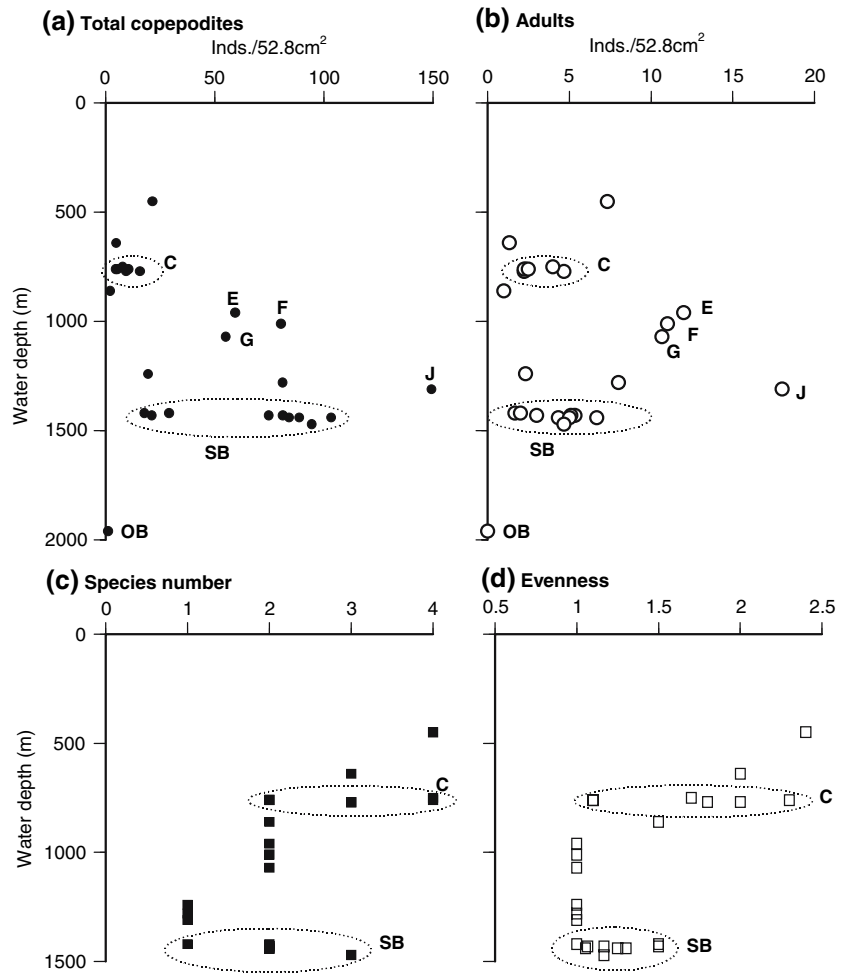 (a) Total copepodites
Inds./52.8cm²
0 50 100 150
0
500
1000
1500
2000
Water depth (m)
C
E
F
G
J
SB
OB
(b) Adults
Inds./52.8cm²
0 5 10 15 20
C
E
F
G
J
SB
OB
(c) Species number
0 1 2 3 4
0
500
1000
1500
Water depth (m)
C
SB
(d) Evenness
0.5 1 1.5 2 2.5
C
SB